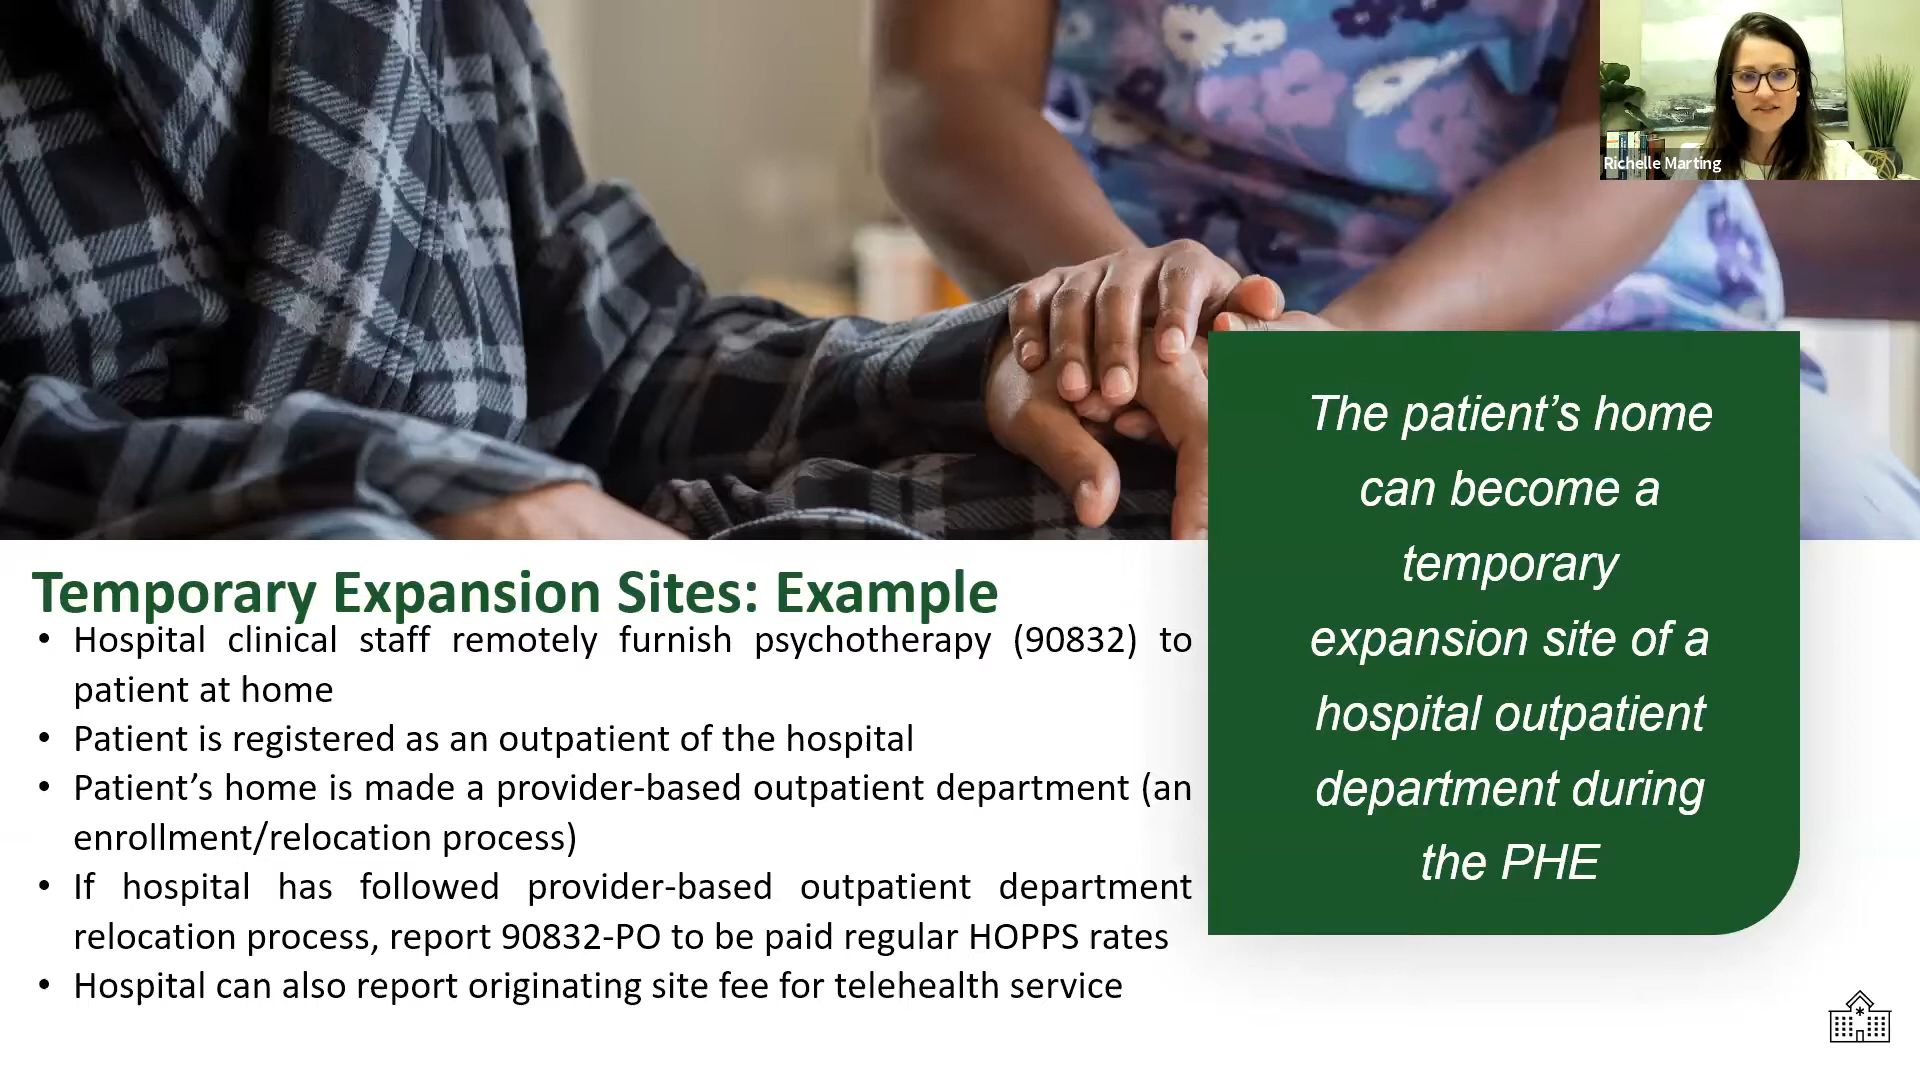 Richelle Marting
The patient’s home
can become a
temporary
expansion site of a
hospital outpatient
department during
the PHE
Temporary Expansion Sites: Example
• Hospital clinical staff remotely furnish psychotherapy (90832) to
patient at home
• Patient is registered as an outpatient of the hospital
• Patient’s home is made a provider-based outpatient department (an
enrollment/relocation process)
• If hospital has followed provider-based outpatient department
relocation process, report 90832-PO to be paid regular HOPPS rates
• Hospital can also report originating site fee for telehealth service